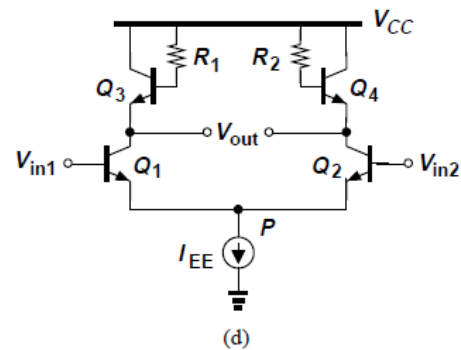 V_CC
R_1 R_2
Q_3 Q_4
V_out
V_in1 Q_1 Q_2 V_in2
P
I_EE
(d)